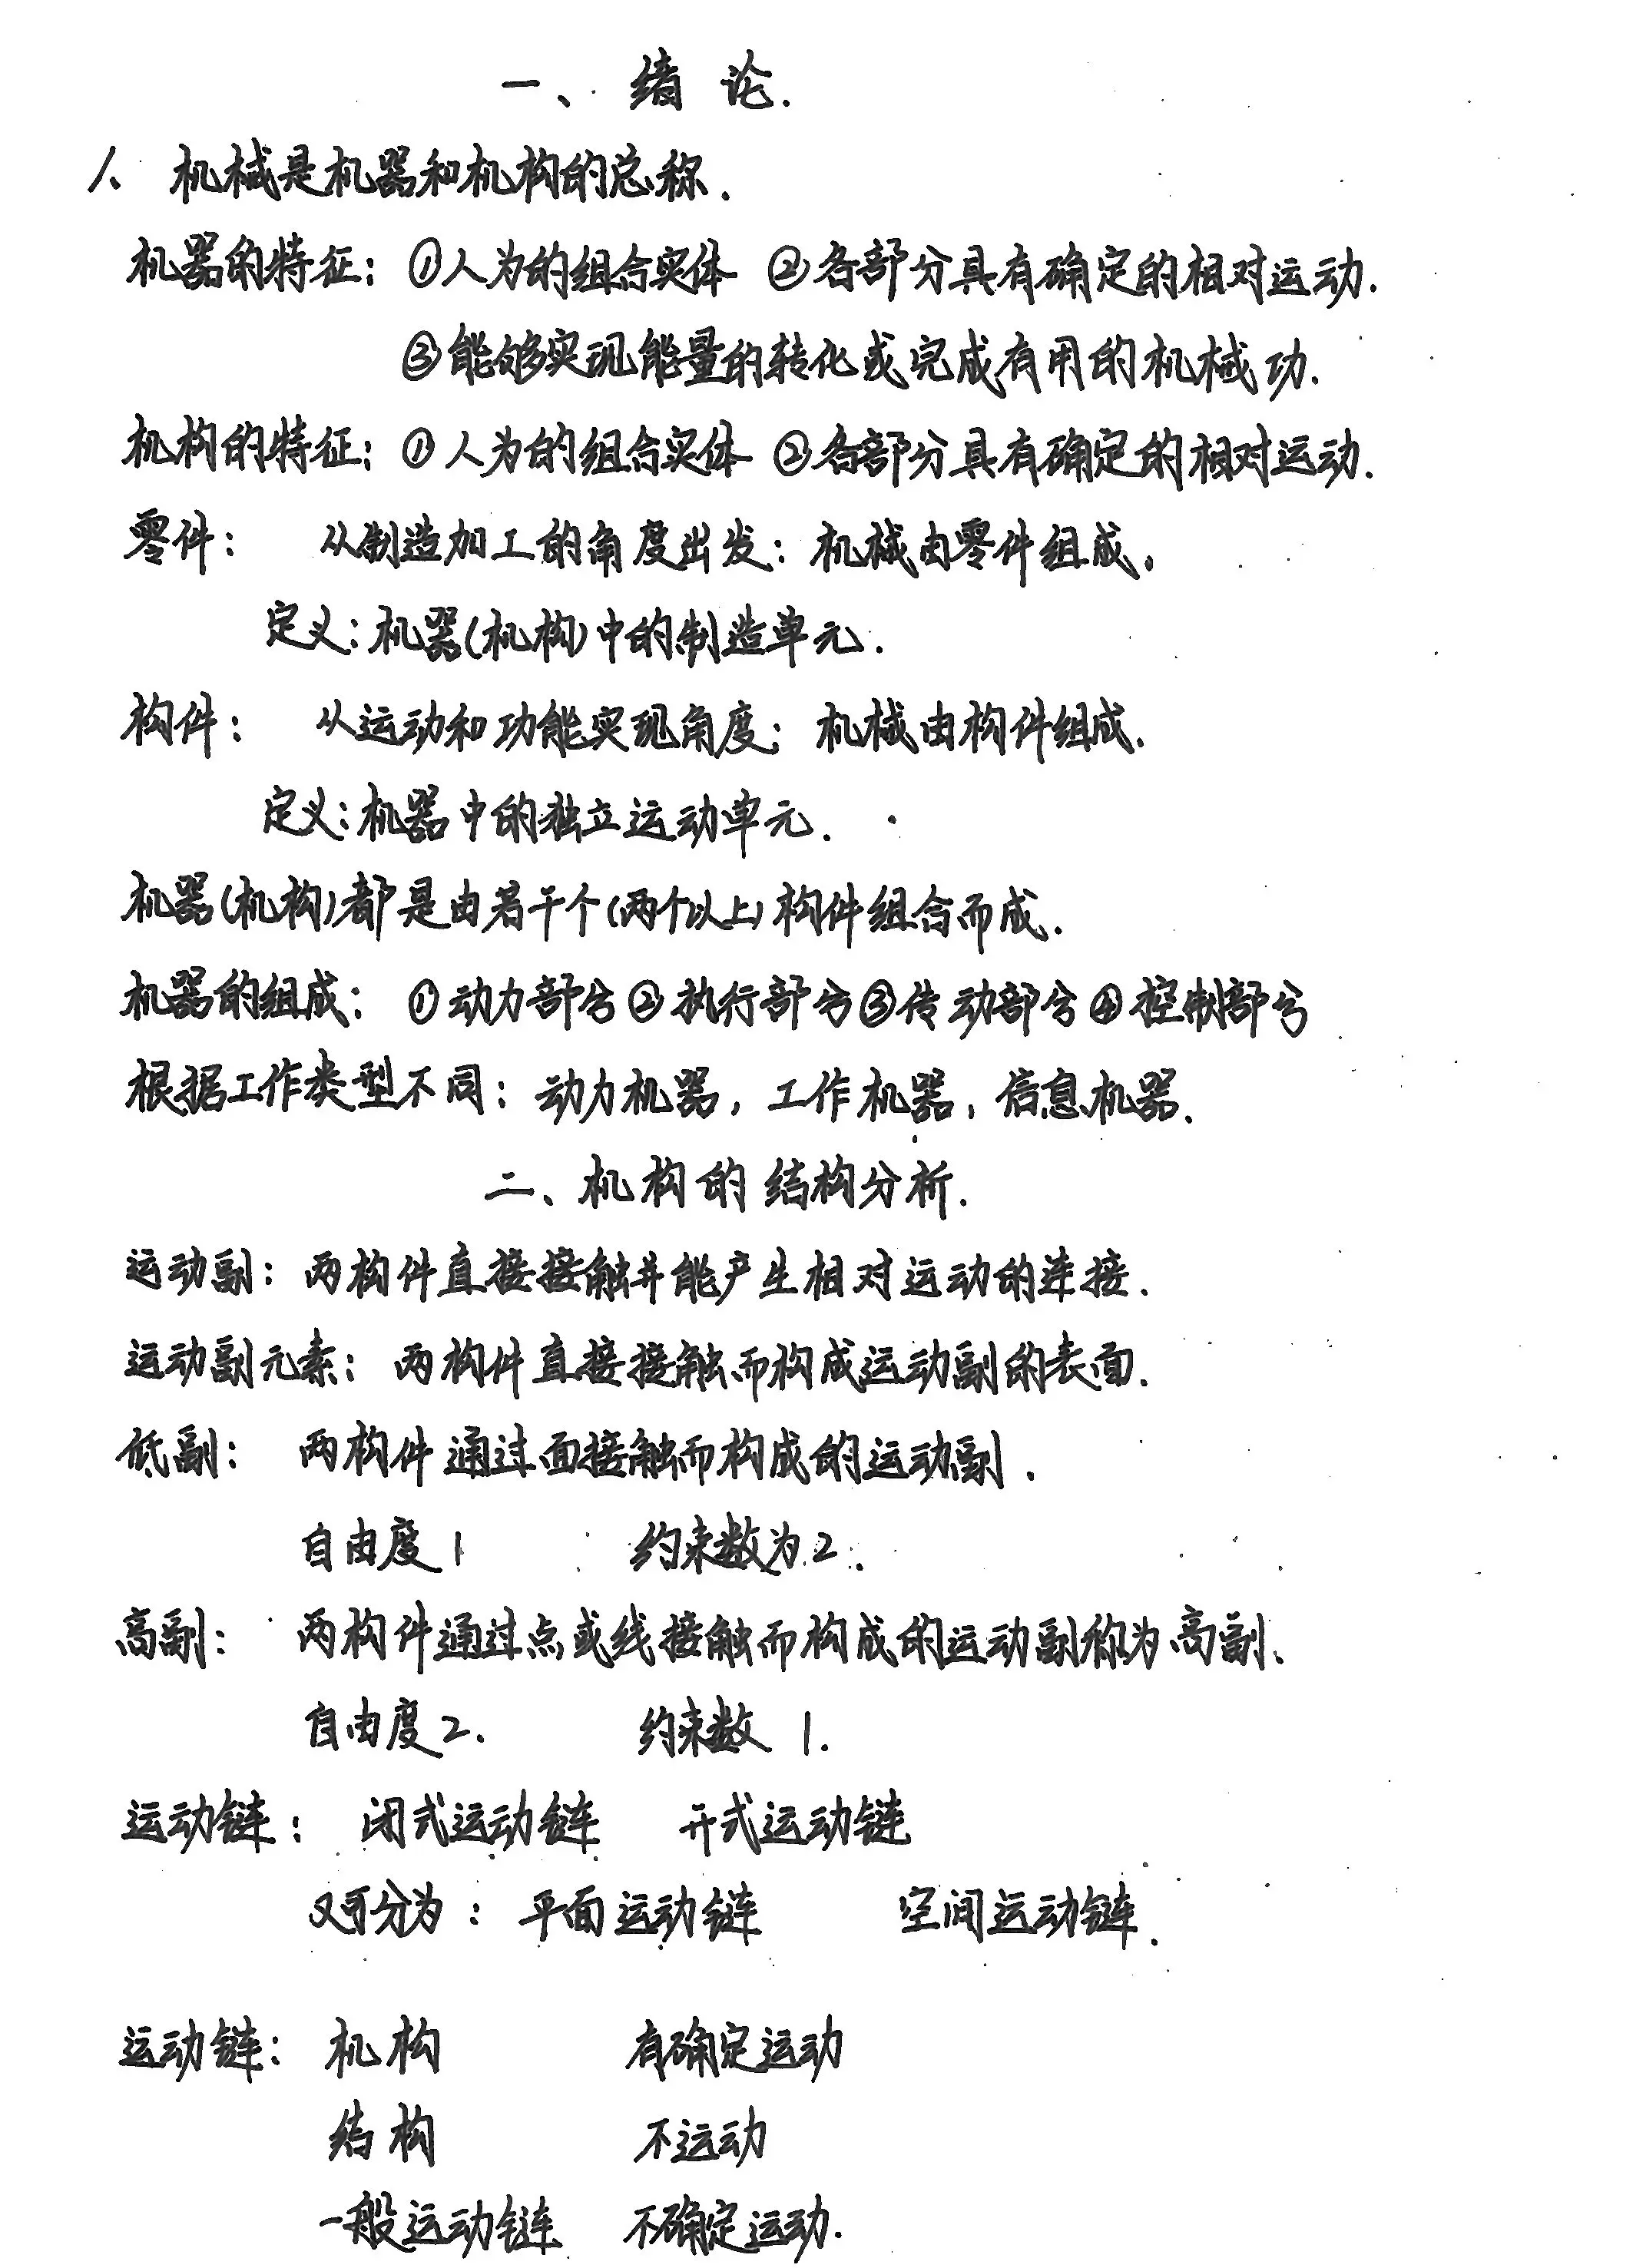 一、绪论.
1、机械是机器和机构的总称.
机器的特征: ①人为的组合实体 ②各部分具有确定的相对运动.
③能够实现能量的转化或完成有用的机械功.
机构的特征: ①人为的组合实体 ②各部分具有确定的相对运动.
零件: 从制造加工的角度出发: 机械由零件组成.
定义: 机器(机构)中的制造单元.
构件: 从运动和功能实现角度: 机械由构件组成.
定义: 机器中的独立运动单元.
机器(机构)都是由若干个(两个以上)构件组合而成.
机器的组成: ①动力部分②执行部分③传动部分④控制部分
根据工作类型不同: 动力机器, 工作机器, 信息机器.
二、机构的结构分析.
运动副: 两构件直接接触并能产生相对运动的连接.
运动副元素: 两构件直接接触而构成运动副的表面.
低副: 两构件通过面接触而构成的运动副.
自由度1 约束数为2.
高副: 两构件通过点或线接触而构成的运动副称为高副.
自由度2. 约束数 1.
运动链: 闭式运动链 开式运动链
又可分为: 平面运动链 空间运动链.
运动链: 机构 有确定运动
结构 不运动
一般运动链 不确定运动.